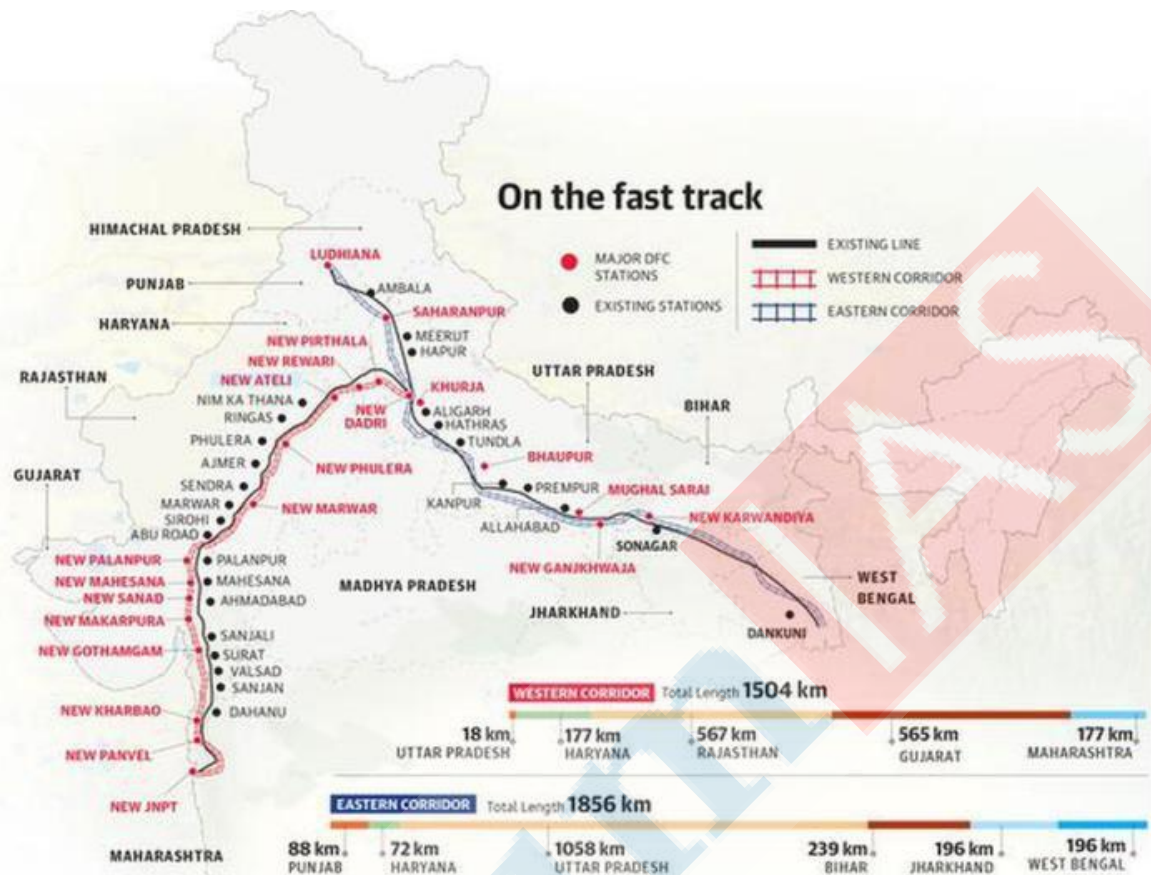 On the fast track
MAJOR DFC
STATIONS
EXISTING STATIONS
EXISTING LINE
WESTERN CORRIDOR
EASTERN CORRIDOR
HIMACHAL PRADESH
LUDHIANA
PUNJAB
AMBALA
SAHARANPUR
HARYANA
MEERUT
HAPUR
NEW PIRTHALA
NEW REWARI
NEW ATELI
RAJASTHAN
NIM KA THANA
RINGAS
NEW
DADRI
KHURJA
ALIGARH
HATHRAS
TUNDLA
UTTAR PRADESH
BIHAR
PHULERA
AJMER
NEW PHULERA
BHAUPUR
GUJARAT
SENDRA
MARWAR
SIROHI
ABU ROAD
NEW MARWAR
KANPUR
PREMPUR
MUGHAL SARAI
ALLAHABAD
NEW KARWANDIYA
SONAGAR
NEW GANJKHWAJA
NEW PALANPUR
PALANPUR
NEW MAHESANA
MAHESANA
NEW SANAD
AHMADABAD
NEW MAKARPURA
MADHYA PRADESH
JHARKHAND
WEST
BENGAL
DANKUNI
SANJALI
NEW GOTHAMGAM
SURAT
VALSAD
SANJAN
NEW KHARBAO
DAHANU
NEW PANVEL
NEW JNPT
MAHARASHTRA
WESTERN CORRIDOR Total Length 1504 km
18 km 177 km 567 km 565 km 177 km
UTTAR PRADESH HARYANA RAJASTHAN GUJARAT MAHARASHTRA
EASTERN CORRIDOR Total Length 1856 km
88 km 72 km 1058 km 239 km 196 km 196 km
PUNJAB HARYANA UTTAR PRADESH BIHAR JHARKHAND WEST BENGAL
IAS